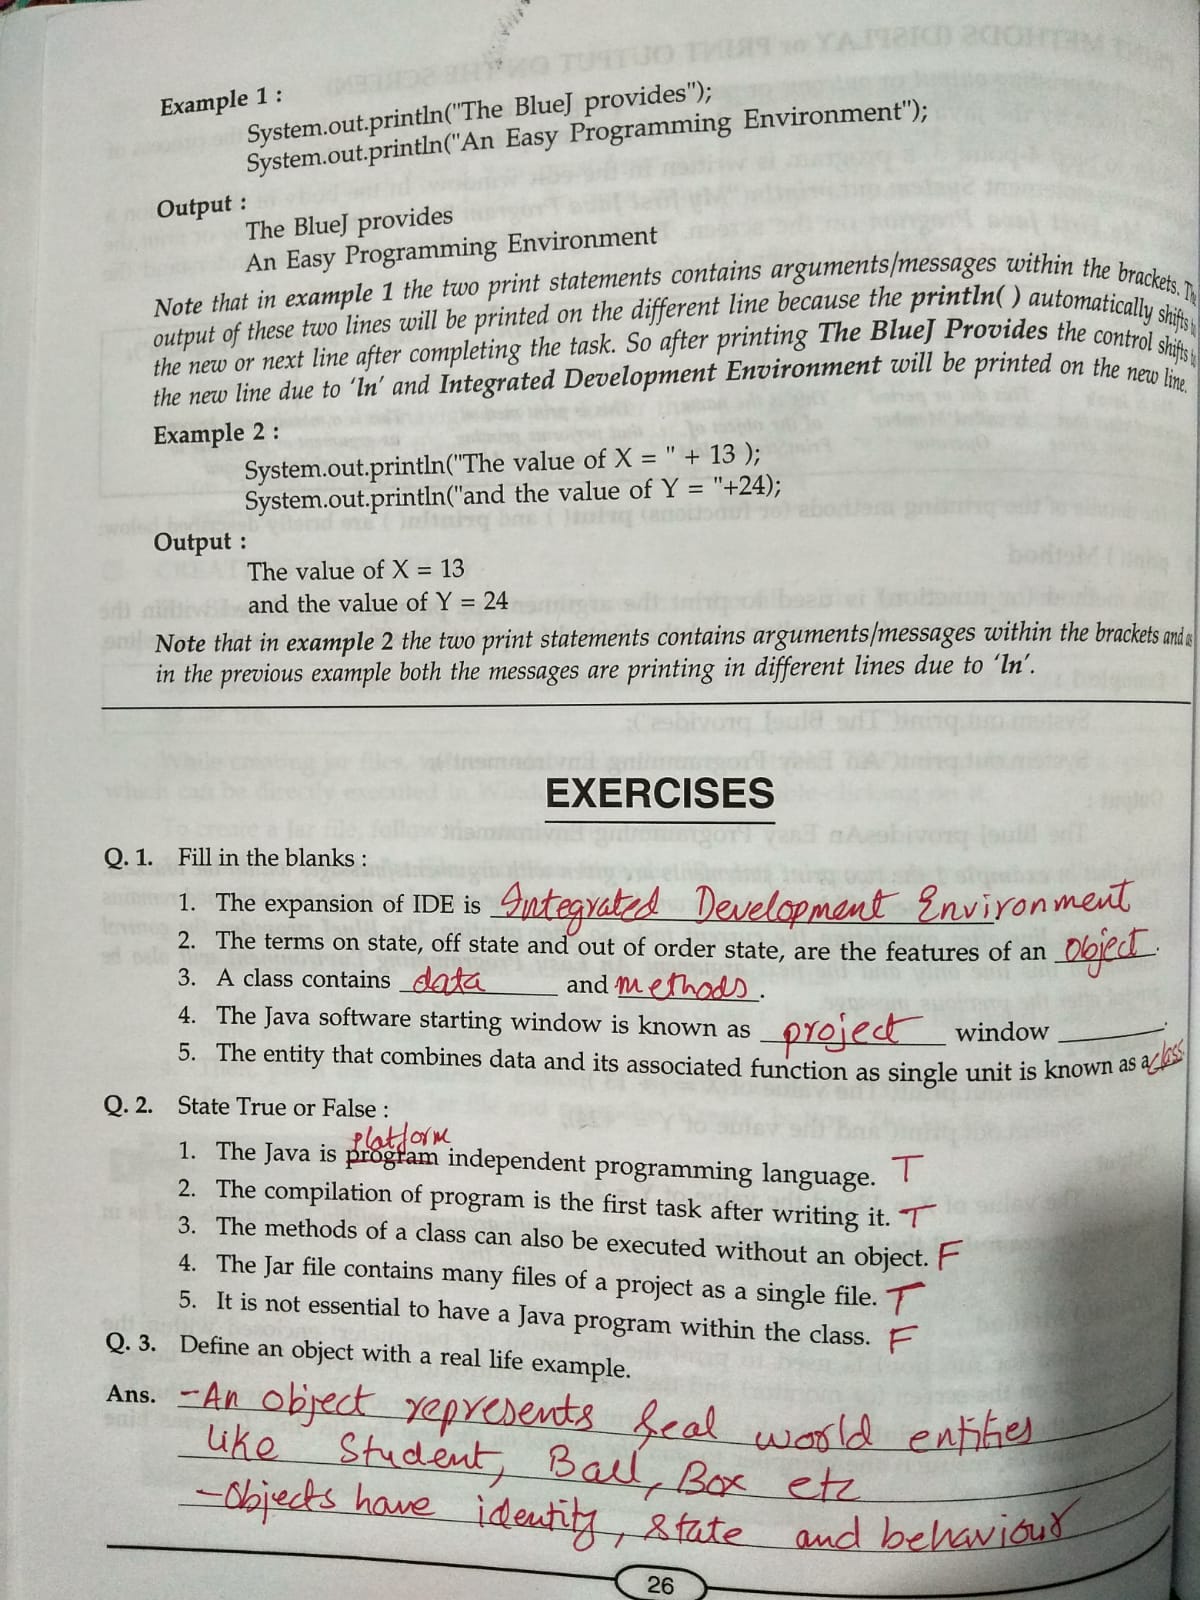 Example 1 :
System.out.println("The BlueJ provides");
System.out.println("An Easy Programming Environment");
Output :
The BlueJ provides
An Easy Programming Environment
Note that in example 1 the two print statements contains arguments/messages within the brackets. The
output of these two lines will be printed on the different line because the println( ) automatically shifts to
the new or next line after completing the task. So after printing The BlueJ Provides the control shifts to
the new line due to ‘ln’ and Integrated Development Environment will be printed on the new line.
Example 2 :
System.out.println("The value of X = " + 13 );
System.out.println("and the value of Y = "+24);
Output :
The value of X = 13
and the value of Y = 24
Note that in example 2 the two print statements contains arguments/messages within the brackets and as
in the previous example both the messages are printing in different lines due to ‘ln’.
EXERCISES
Q. 1. Fill in the blanks :
1. The expansion of IDE is Integrated Development Environment
2. The terms on state, off state and out of order state, are the features of an object.
3. A class contains data and methods.
4. The Java software starting window is known as project window
5. The entity that combines data and its associated function as single unit is known as a class.
Q. 2. State True or False :
platform
1. The Java is program independent programming language. T
2. The compilation of program is the first task after writing it. T
3. The methods of a class can also be executed without an object. F
4. The Jar file contains many files of a project as a single file. T
5. It is not essential to have a Java program within the class. F
Q. 3. Define an object with a real life example.
Ans. - An object represents real world entities
like Student, Ball, Box etc
- Objects have identity, state and behaviour
26